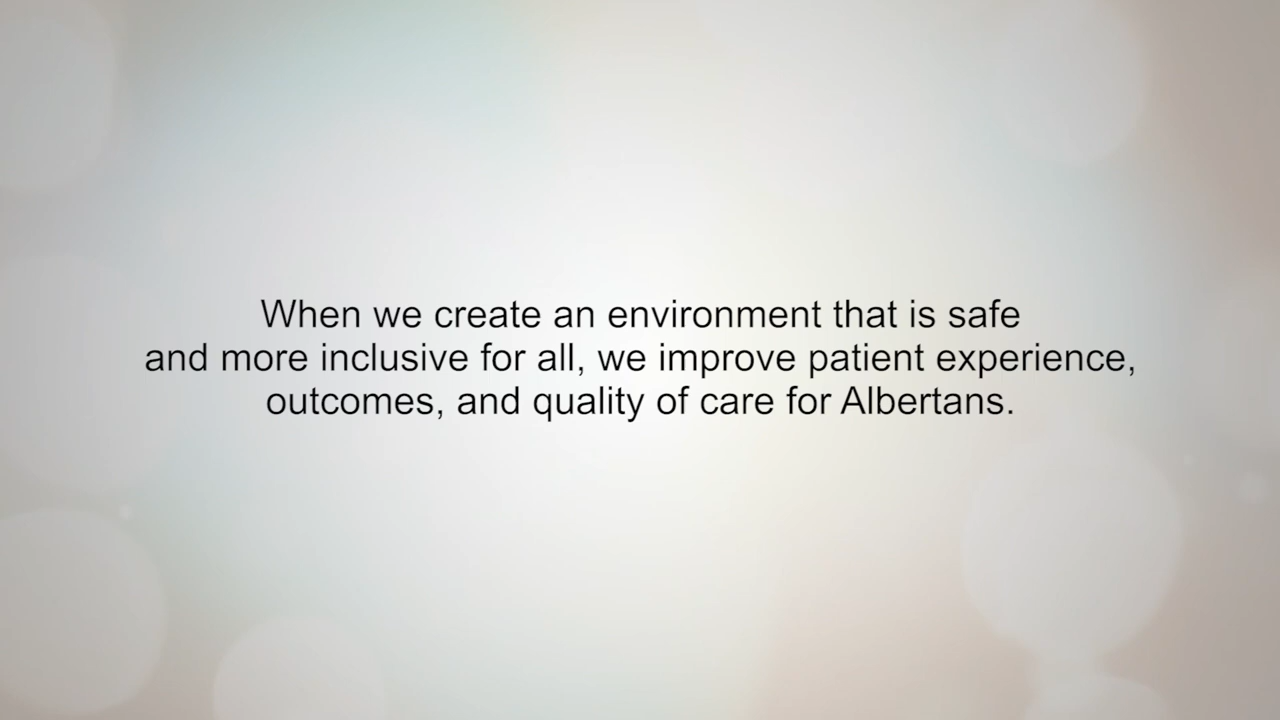 When we create an environment that is safe
and more inclusive for all, we improve patient experience,
outcomes, and quality of care for Albertans.